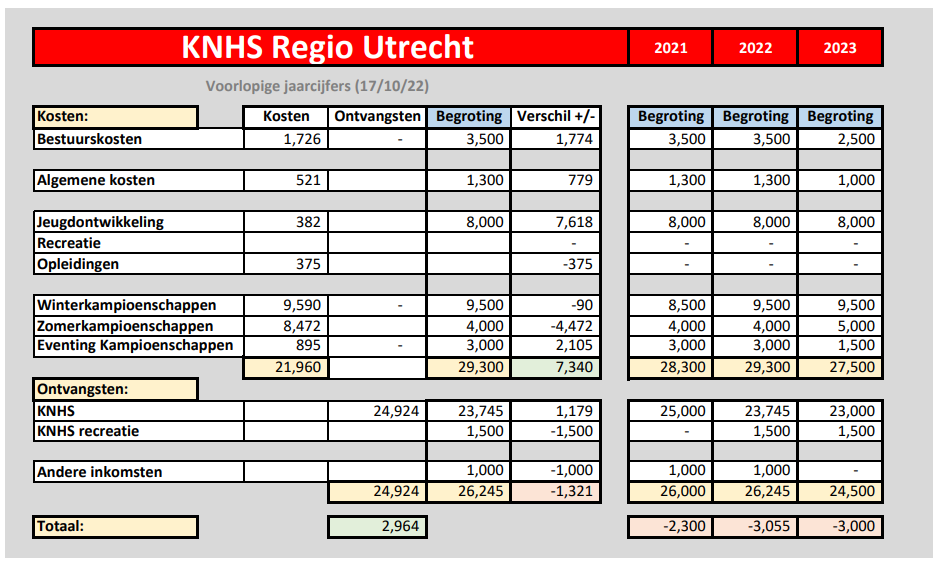 KNHS Regio Utrecht 2021 2022 2023
Voorlopige jaarcijfers (17/10/22)
Kosten: Kosten Ontvangsten Begroting Verschil +/- Begroting Begroting Begroting
Bestuurskosten 1,726 - 3,500 1,774 3,500 3,500 2,500
Algemene kosten 521 1,300 779 1,300 1,300 1,000
Jeugdontwikkeling 382 8,000 7,618 8,000 8,000 8,000
Recreatie - - - -
Opleidingen 375 -375 - - -
Winterkampioenschappen 9,590 - 9,500 -90 8,500 9,500 9,500
Zomerkampioenschappen 8,472 4,000 -4,472 4,000 4,000 5,000
Eventing Kampioenschappen 895 - 3,000 2,105 3,000 3,000 1,500
21,960 29,300 7,340 28,300 29,300 27,500
Ontvangsten:
KNHS 24,924 23,745 1,179 25,000 23,745 23,000
KNHS recreatie 1,500 -1,500 - 1,500 1,500
Andere inkomsten 1,000 -1,000 1,000 1,000 -
24,924 26,245 -1,321 26,000 26,245 24,500
Totaal: 2,964 -2,300 -3,055 -3,000